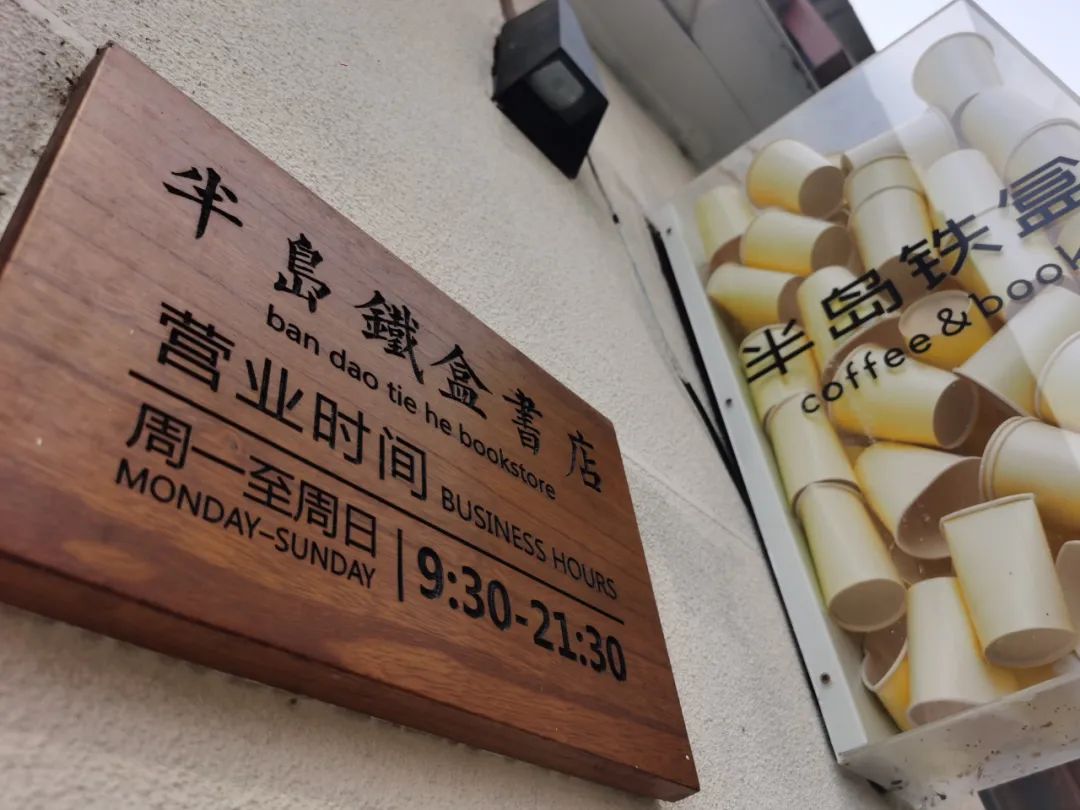 半島鐵盒書店
ban dao tie he bookstore
营业时间 BUSINESS HOURS
周一至周日
MONDAY–SUNDAY
9:30-21:30
半岛铁盒
coffee & book